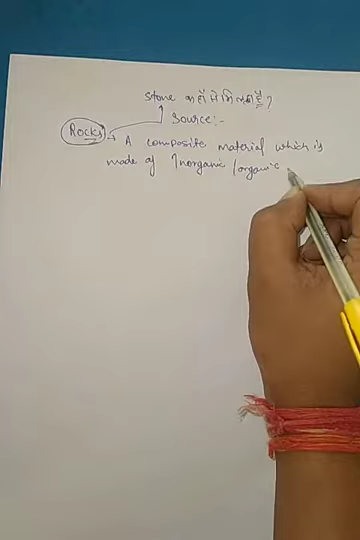 Stone कहाँ से मिलता है?
Source:-
Rocks → A composite material which is
made of Inorganic /organic